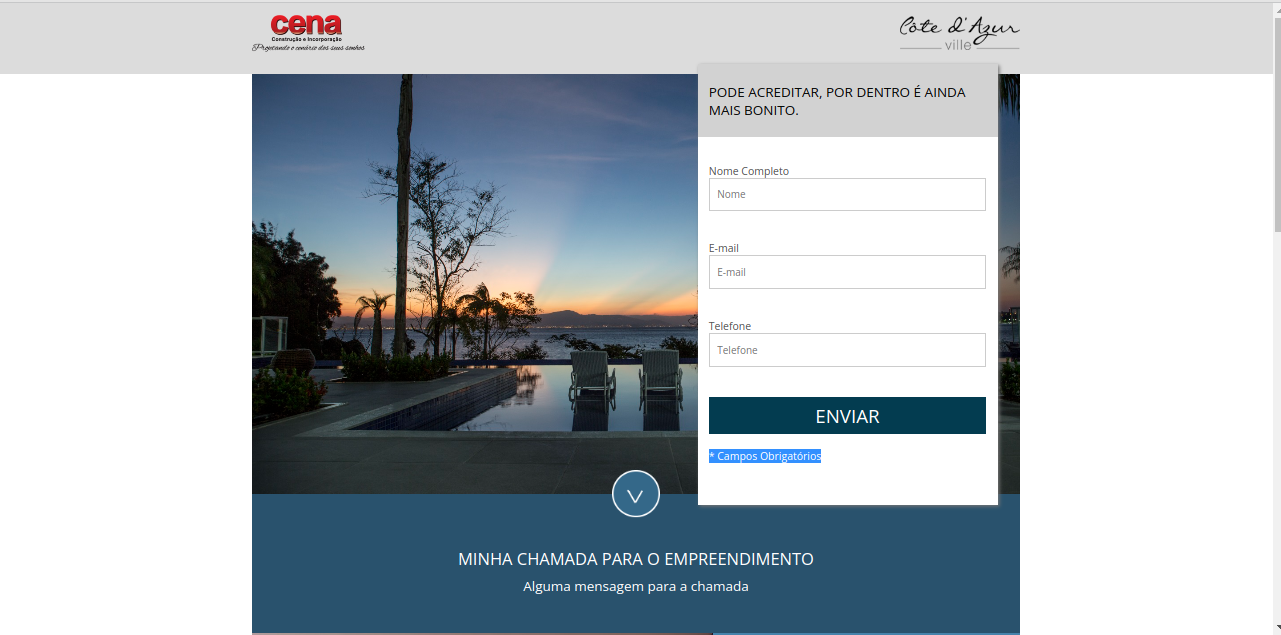 cena
Construção e Incorporação
Projetando o cenário dos seus sonhos
Côte d'Azur
ville
PODE ACREDITAR, POR DENTRO É AINDA
MAIS BONITO.
Nome Completo
Nome
E-mail
E-mail
Telefone
Telefone
ENVIAR
* Campos Obrigatórios
MINHA CHAMADA PARA O EMPREENDIMENTO
Alguma mensagem para a chamada